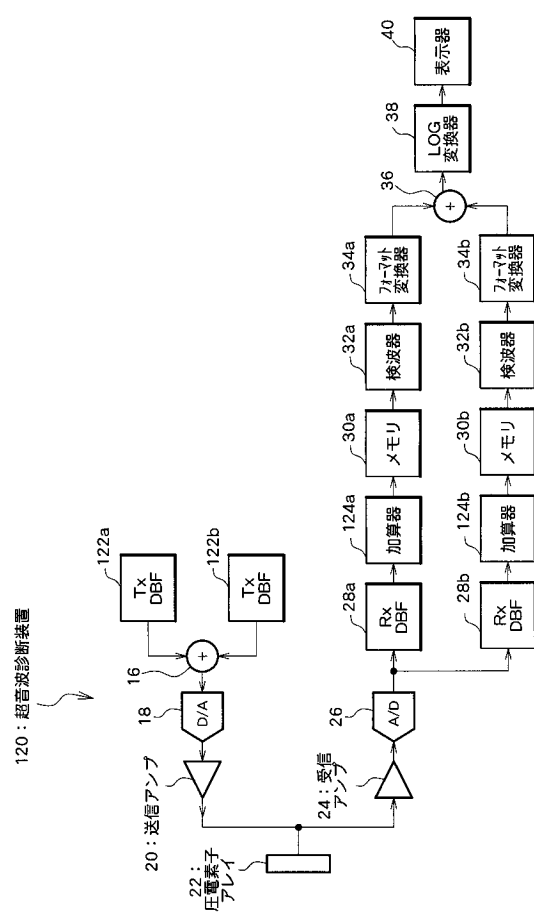 120:超音波診断装置
122a
Tx
DBF
122b
Tx
DBF
16
+
18
D/A
20:送信アンプ
22:
圧電素子
アレイ
24:受信
アンプ
26
A/D
28a
Rx
DBF
124a
加算器
30a
メモリ
32a
検波器
34a
フォーマット
変換器
28b
Rx
DBF
124b
加算器
30b
メモリ
32b
検波器
34b
フォーマット
変換器
36
+
38
LOG
変換器
40
表示器